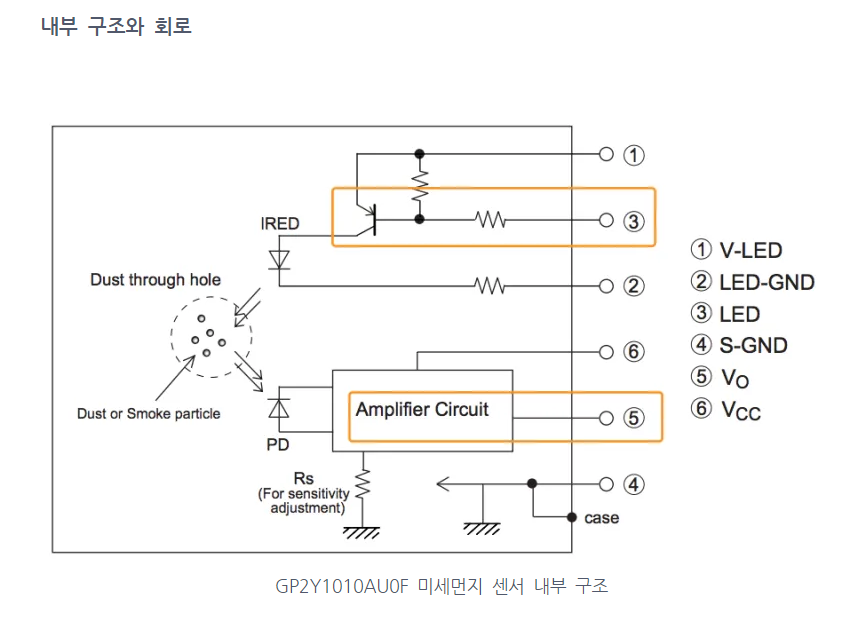 내부 구조와 회로
①
IRED
③
Dust through hole
②
⑥
Amplifier Circuit
⑤
Dust or Smoke particle
PD
Rs
(For sensitivity
adjustment)
④
case
① V-LED
② LED-GND
③ LED
④ S-GND
⑤ VO
⑥ VCC
GP2Y1010AU0F 미세먼지 센서 내부 구조